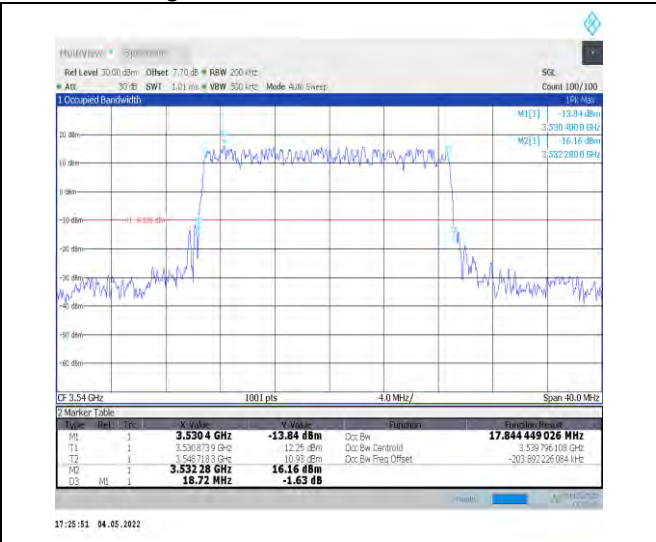 MultiView Spectrum
Ref Level 30.00 dBm Offset 7.70 dB RBW 200 kHz SGL
Att 30 dB SWT 1.01 ms VBW 500 kHz Mode Auto Sweep Count 100/100
1 Occupied Bandwidth 1Pk Max
M1[1] -13.84 dBm
3.530 400 0 GHz
M2[1] 16.16 dBm
3.532 280 0 GHz
20 dBm
10 dBm
0 dBm
-10 dBm
-20 dBm
-30 dBm
-50 dBm
-60 dBm
CF 3.54 GHz 1001 pts 4.0 MHz/ Span 40.0 MHz
2 Marker Table
Type Ref Trc X-Value Y-Value Function Function Result
M1 1 3.530 4 GHz -13.84 dBm Occ Bw 17.844 449 026 MHz
T1 1 3.530873 9 GHz 12.25 dBm Occ Bw Centroid 3.539 796 108 GHz
T2 1 3.548718 3 GHz 10.93 dBm Occ Bw Freq Offset -203.892 226 084 kHz
M2 1 3.532 28 GHz 16.16 dBm
D3 M1 1 18.72 MHz -1.63 dB
17:25:51 04.05.2022